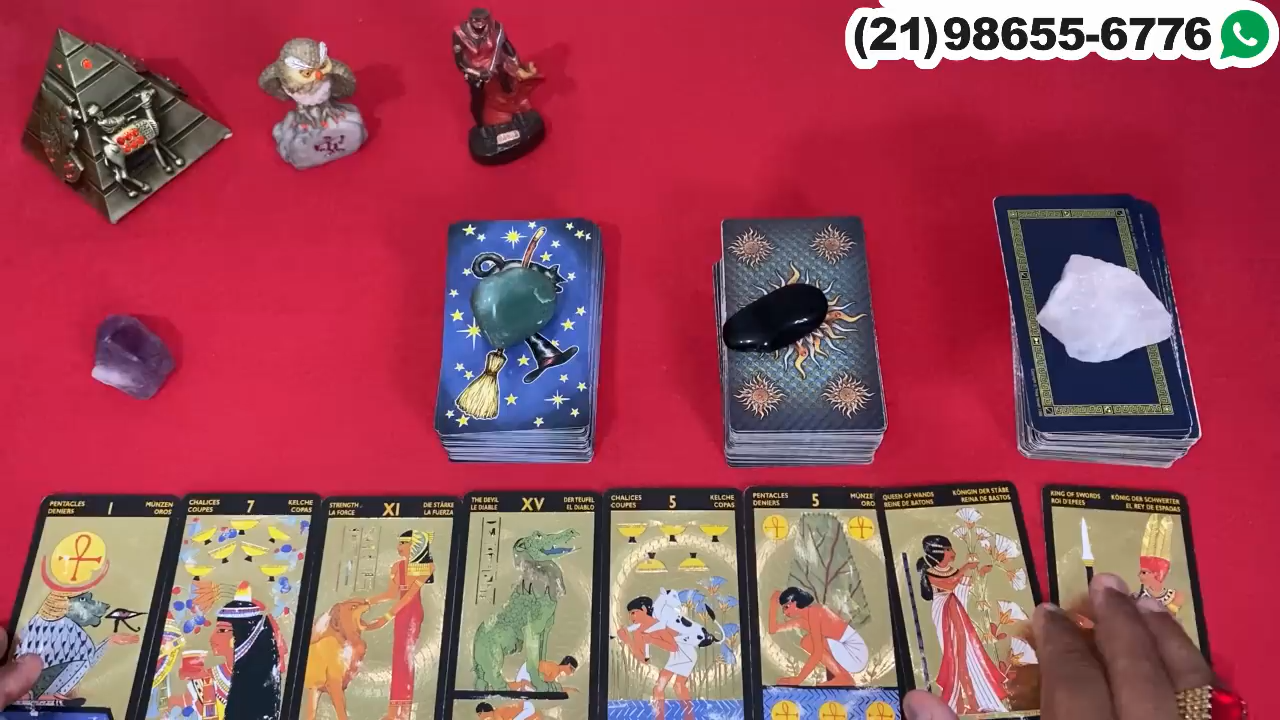 (21)98655-6776
PENTACLES
DENIERS
I
MÜNZEN
OROS
CHALICES
COUPES
7
KELCHE
COPAS
STRENGTH
LA FORCE
XI
DIE STÄRKE
LA FUERZA
THE DEVIL
LE DIABLE
XV
DER TEUFEL
EL DIABLO
CHALICES
COUPES
5
KELCHE
COPAS
PENTACLES
DENIERS
5
MÜNZE
ORO
QUEEN OF WANDS
REINE DE BATONS
KÖNIGIN DER STÄBE
REINA DE BASTOS
KING OF SWORDS
ROI D'EPEES
KÖNIG DER SCHWERTER
EL REY DE ESPADAS